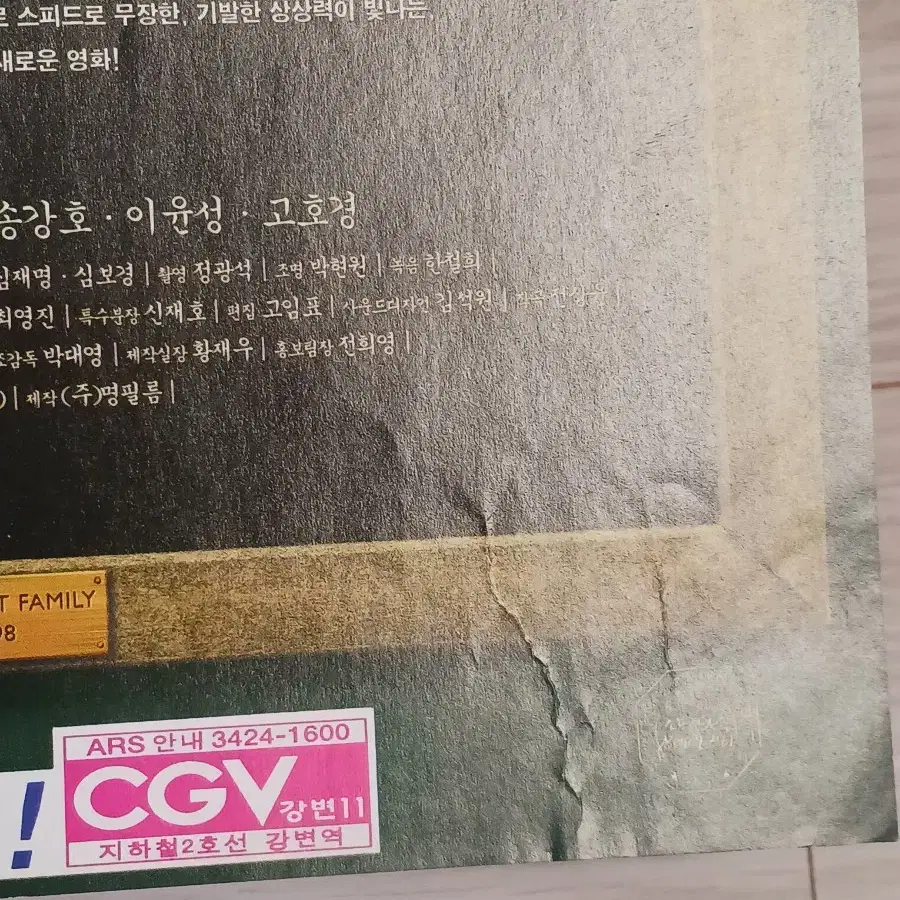 스피드로 무장한, 기발한 상상력이 빛나는,
새로운 영화!
송강호 · 이윤성 · 고호경
심재명 · 심보경 | 촬영 정광석 | 조명 박현원 | 녹음 한철희 |
최영진 | 특수분장 신재호 | 편집 고임표 | 사운드디자인 김석원 |
조감독 박대영 | 제작실장 황재우 | 홍보팀장 전희영 |
) | 제작 (주)명필름 |
T FAMILY
98
!
ARS 안내 3424-1600
CGV 강변11
지하철2호선 강변역